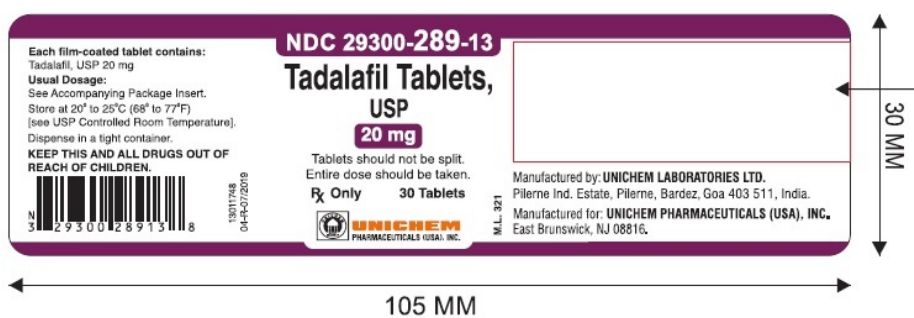 Each film-coated tablet contains:
Tadalafil, USP 20 mg
Usual Dosage:
See Accompanying Package Insert.
Store at 20° to 25°C (68° to 77°F)
[see USP Controlled Room Temperature].
Dispense in a tight container.
KEEP THIS AND ALL DRUGS OUT OF
REACH OF CHILDREN.
N
3 29300 28913 8
13011748
04-R-07/2019
NDC 29300-289-13
Tadalafil Tablets,
USP
20 mg
Tablets should not be split.
Entire dose should be taken.
Rx Only 30 Tablets
UNICHEM
PHARMACEUTICALS (USA), INC.
M.L. 321
Manufactured by: UNICHEM LABORATORIES LTD.
Pilerne Ind. Estate, Pilerne, Bardez, Goa 403 511, India.
Manufactured for: UNICHEM PHARMACEUTICALS (USA), INC.
East Brunswick, NJ 08816.
30 MM
105 MM